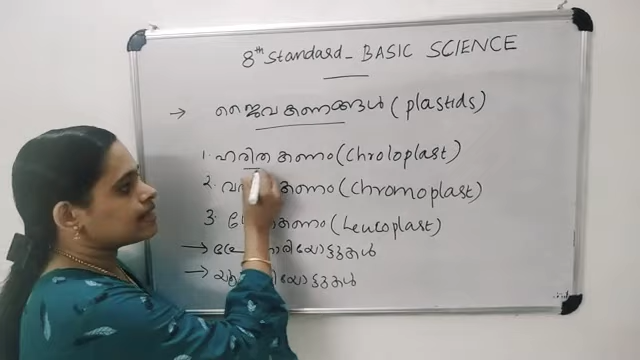 8th Standard - BASIC SCIENCE
→ ജൈവകണങ്ങൾ (plastids)
1. ഹരിതകണം (Chroloplast)
2. കണം (Chromoplast)
3. കണം (Leucoplast)
→
→